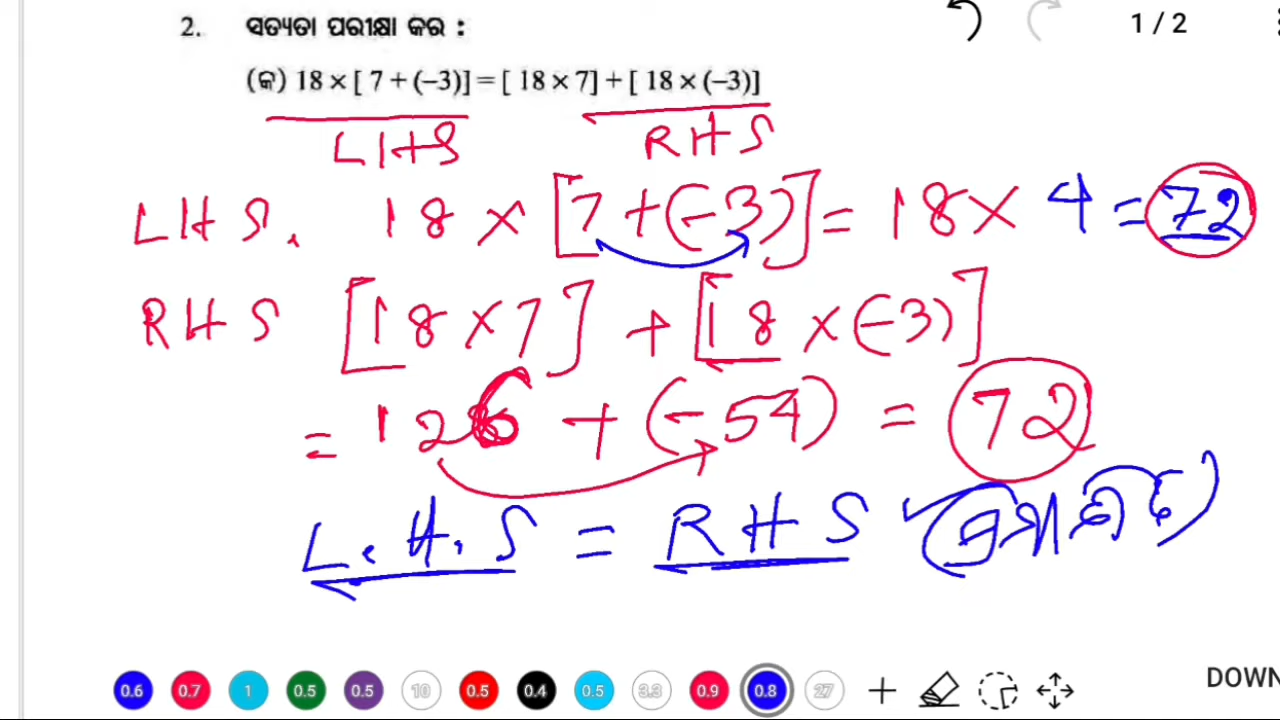 1 / 2
2. ସତ୍ୟତା ପରୀକ୍ଷା କର :
(କ) 18 × [ 7 + (–3)] = [ 18 × 7] + [ 18 × (–3)]
LHS RHS
LHS. 18 × [7 + (-3)] = 18 × 4 = 72
RHS [18 × 7] + [18 × (-3)]
= 126 + (-54) = 72
L.H.S = RHS (ପ୍ରମାଣିତ)
0.6 0.7 1 0.5 0.5 10 0.5 0.4 0.5 3.3 0.9 0.8 27
DOWN